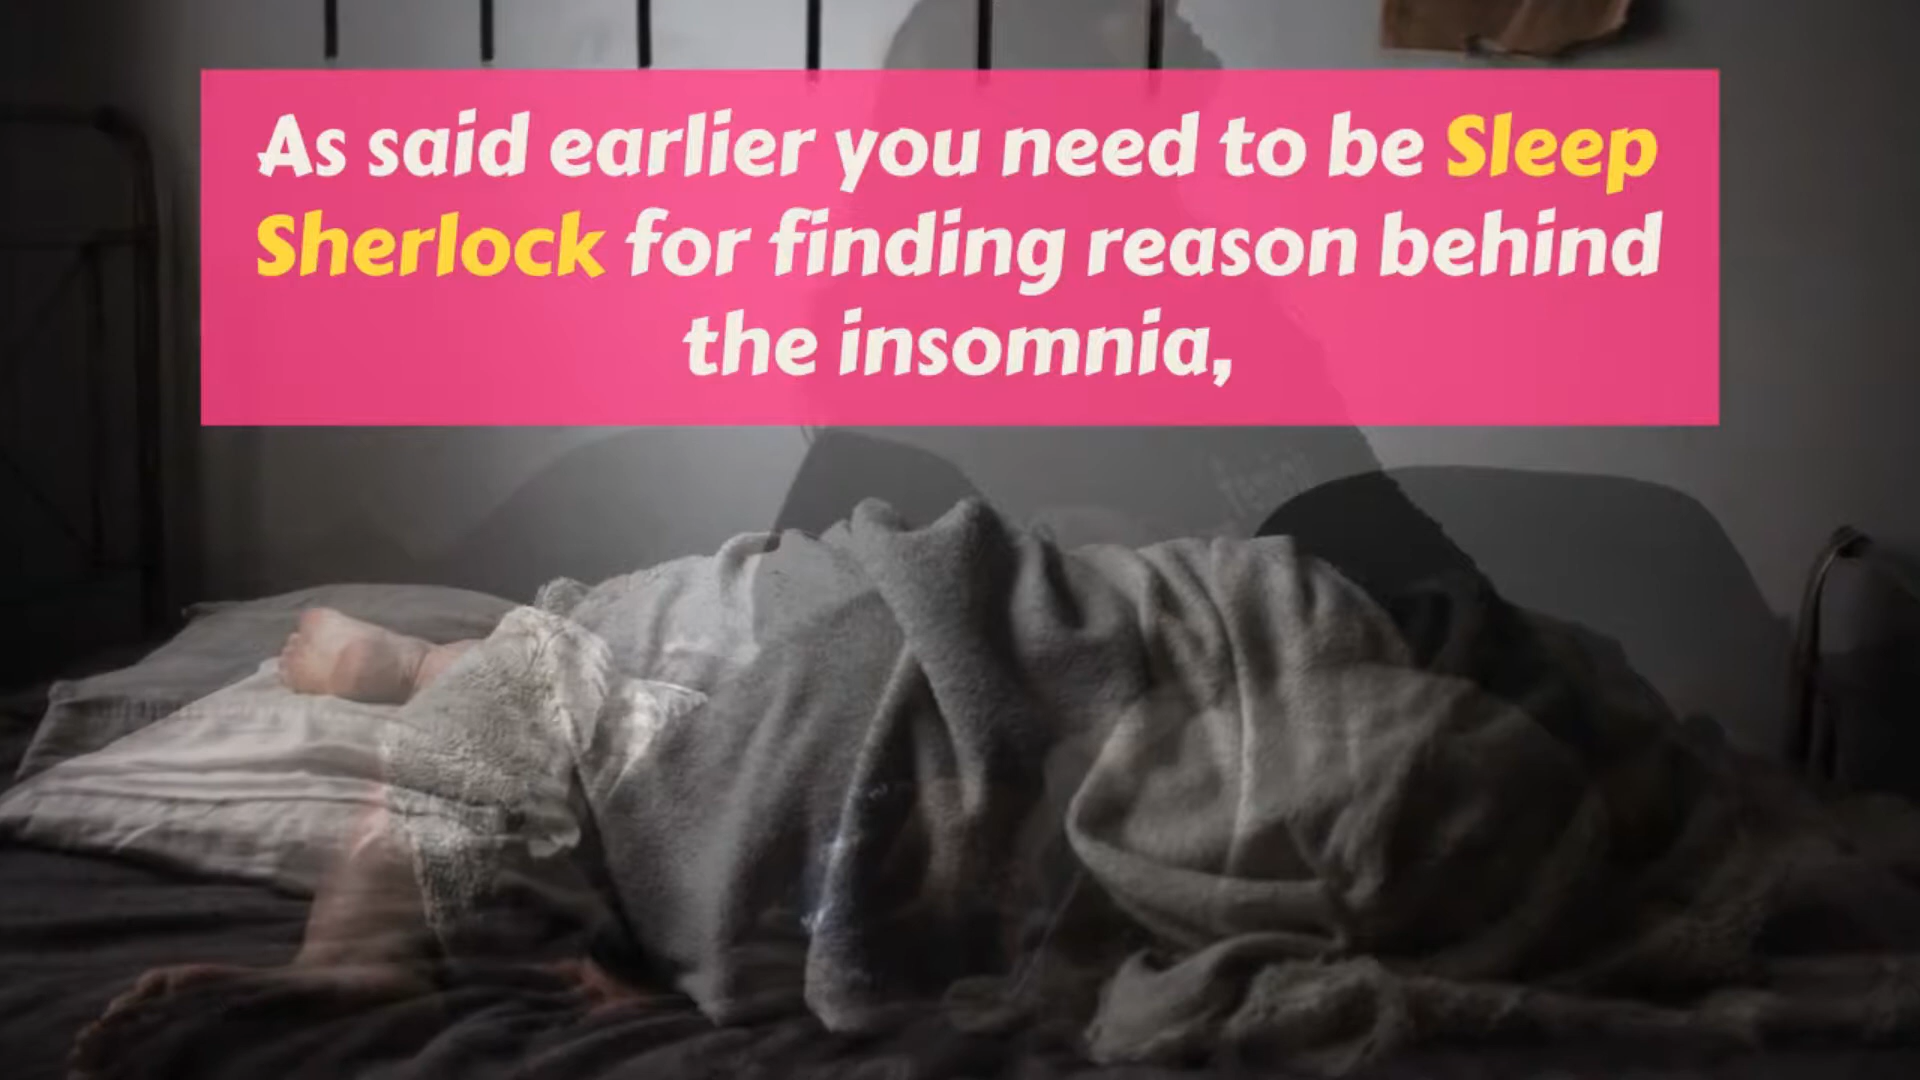 As said earlier you need to be Sleep
Sherlock for finding reason behind
the insomnia,